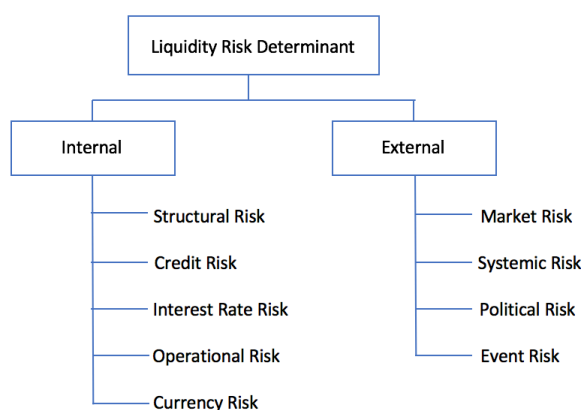 Liquidity Risk Determinant
Internal
External
Structural Risk
Market Risk
Credit Risk
Systemic Risk
Interest Rate Risk
Political Risk
Operational Risk
Event Risk
Currency Risk